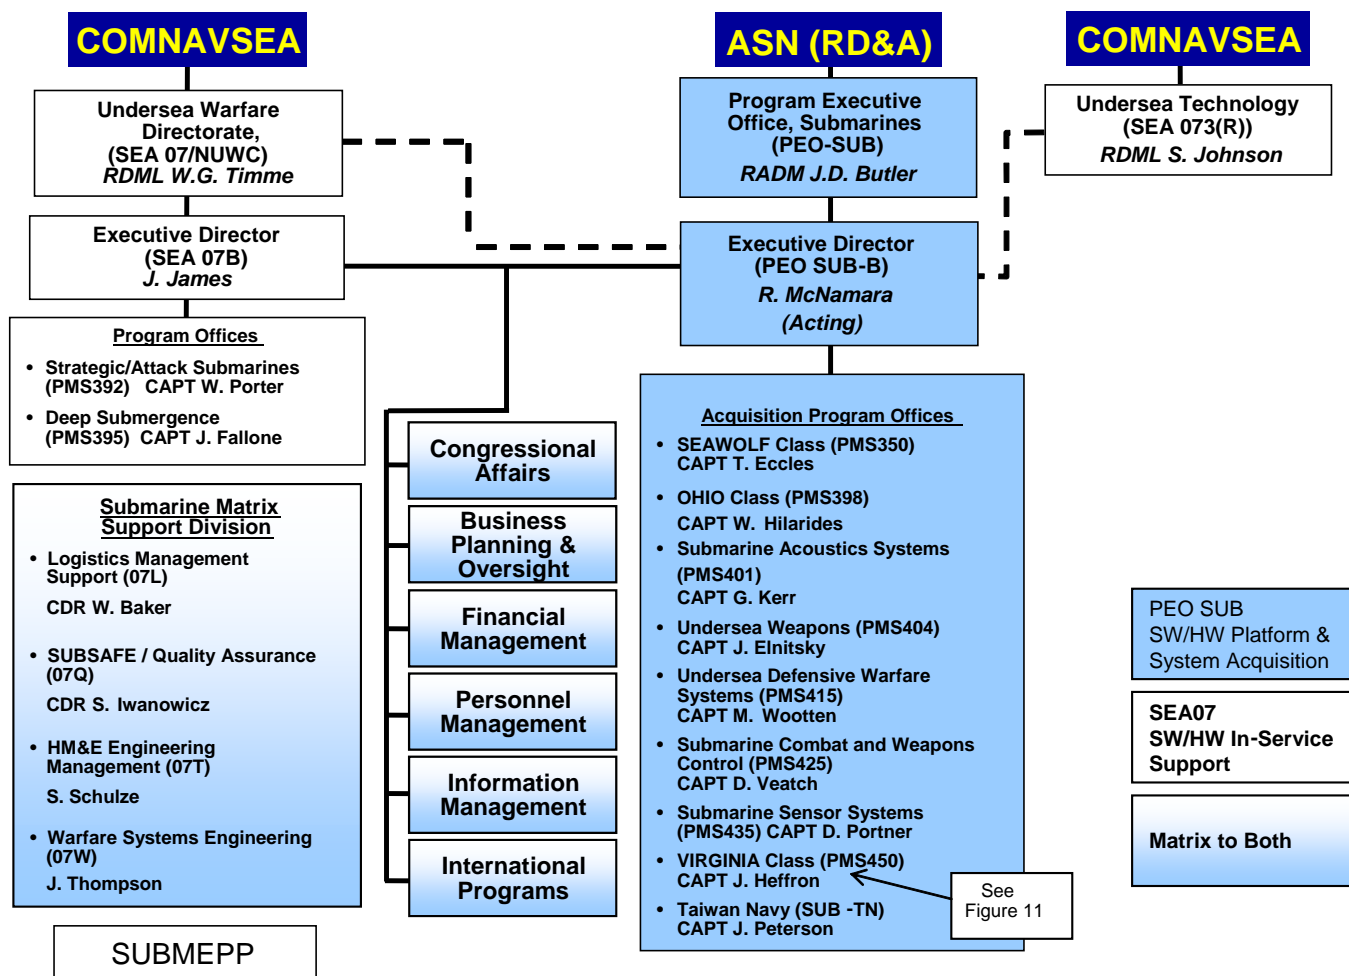 COMNAVSEA
Undersea Warfare
Directorate,
(SEA 07/NUWC)
RDML W.G. Timme
Executive Director
(SEA 07B)
J. James
Program Offices
• Strategic/Attack Submarines
(PMS392) CAPT W. Porter
• Deep Submergence
(PMS395) CAPT J. Fallone
Submarine Matrix
Support Division
• Logistics Management
Support (07L)
CDR W. Baker
• SUBSAFE / Quality Assurance
(07Q)
CDR S. Iwanowicz
• HM&E Engineering
Management (07T)
S. Schulze
• Warfare Systems Engineering
(07W)
J. Thompson
SUBMEPP
Congressional
Affairs
Business
Planning &
Oversight
Financial
Management
Personnel
Management
Information
Management
International
Programs
ASN (RD&A)
Program Executive
Office, Submarines
(PEO-SUB)
RADM J.D. Butler
Executive Director
(PEO SUB-B)
R. McNamara
(Acting)
Acquisition Program Offices
• SEAWOLF Class (PMS350)
CAPT T. Eccles
• OHIO Class (PMS398)
CAPT W. Hilarides
• Submarine Acoustics Systems
(PMS401)
CAPT G. Kerr
• Undersea Weapons (PMS404)
CAPT J. Elnitsky
• Undersea Defensive Warfare
Systems (PMS415)
CAPT M. Wootten
• Submarine Combat and Weapons
Control (PMS425)
CAPT D. Veatch
• Submarine Sensor Systems
(PMS435) CAPT D. Portner
• VIRGINIA Class (PMS450)
CAPT J. Heffron
• Taiwan Navy (SUB -TN)
CAPT J. Peterson
See
Figure 11
COMNAVSEA
Undersea Technology
(SEA 073(R))
RDML S. Johnson
PEO SUB
SW/HW Platform &
System Acquisition
SEA07
SW/HW In-Service
Support
Matrix to Both